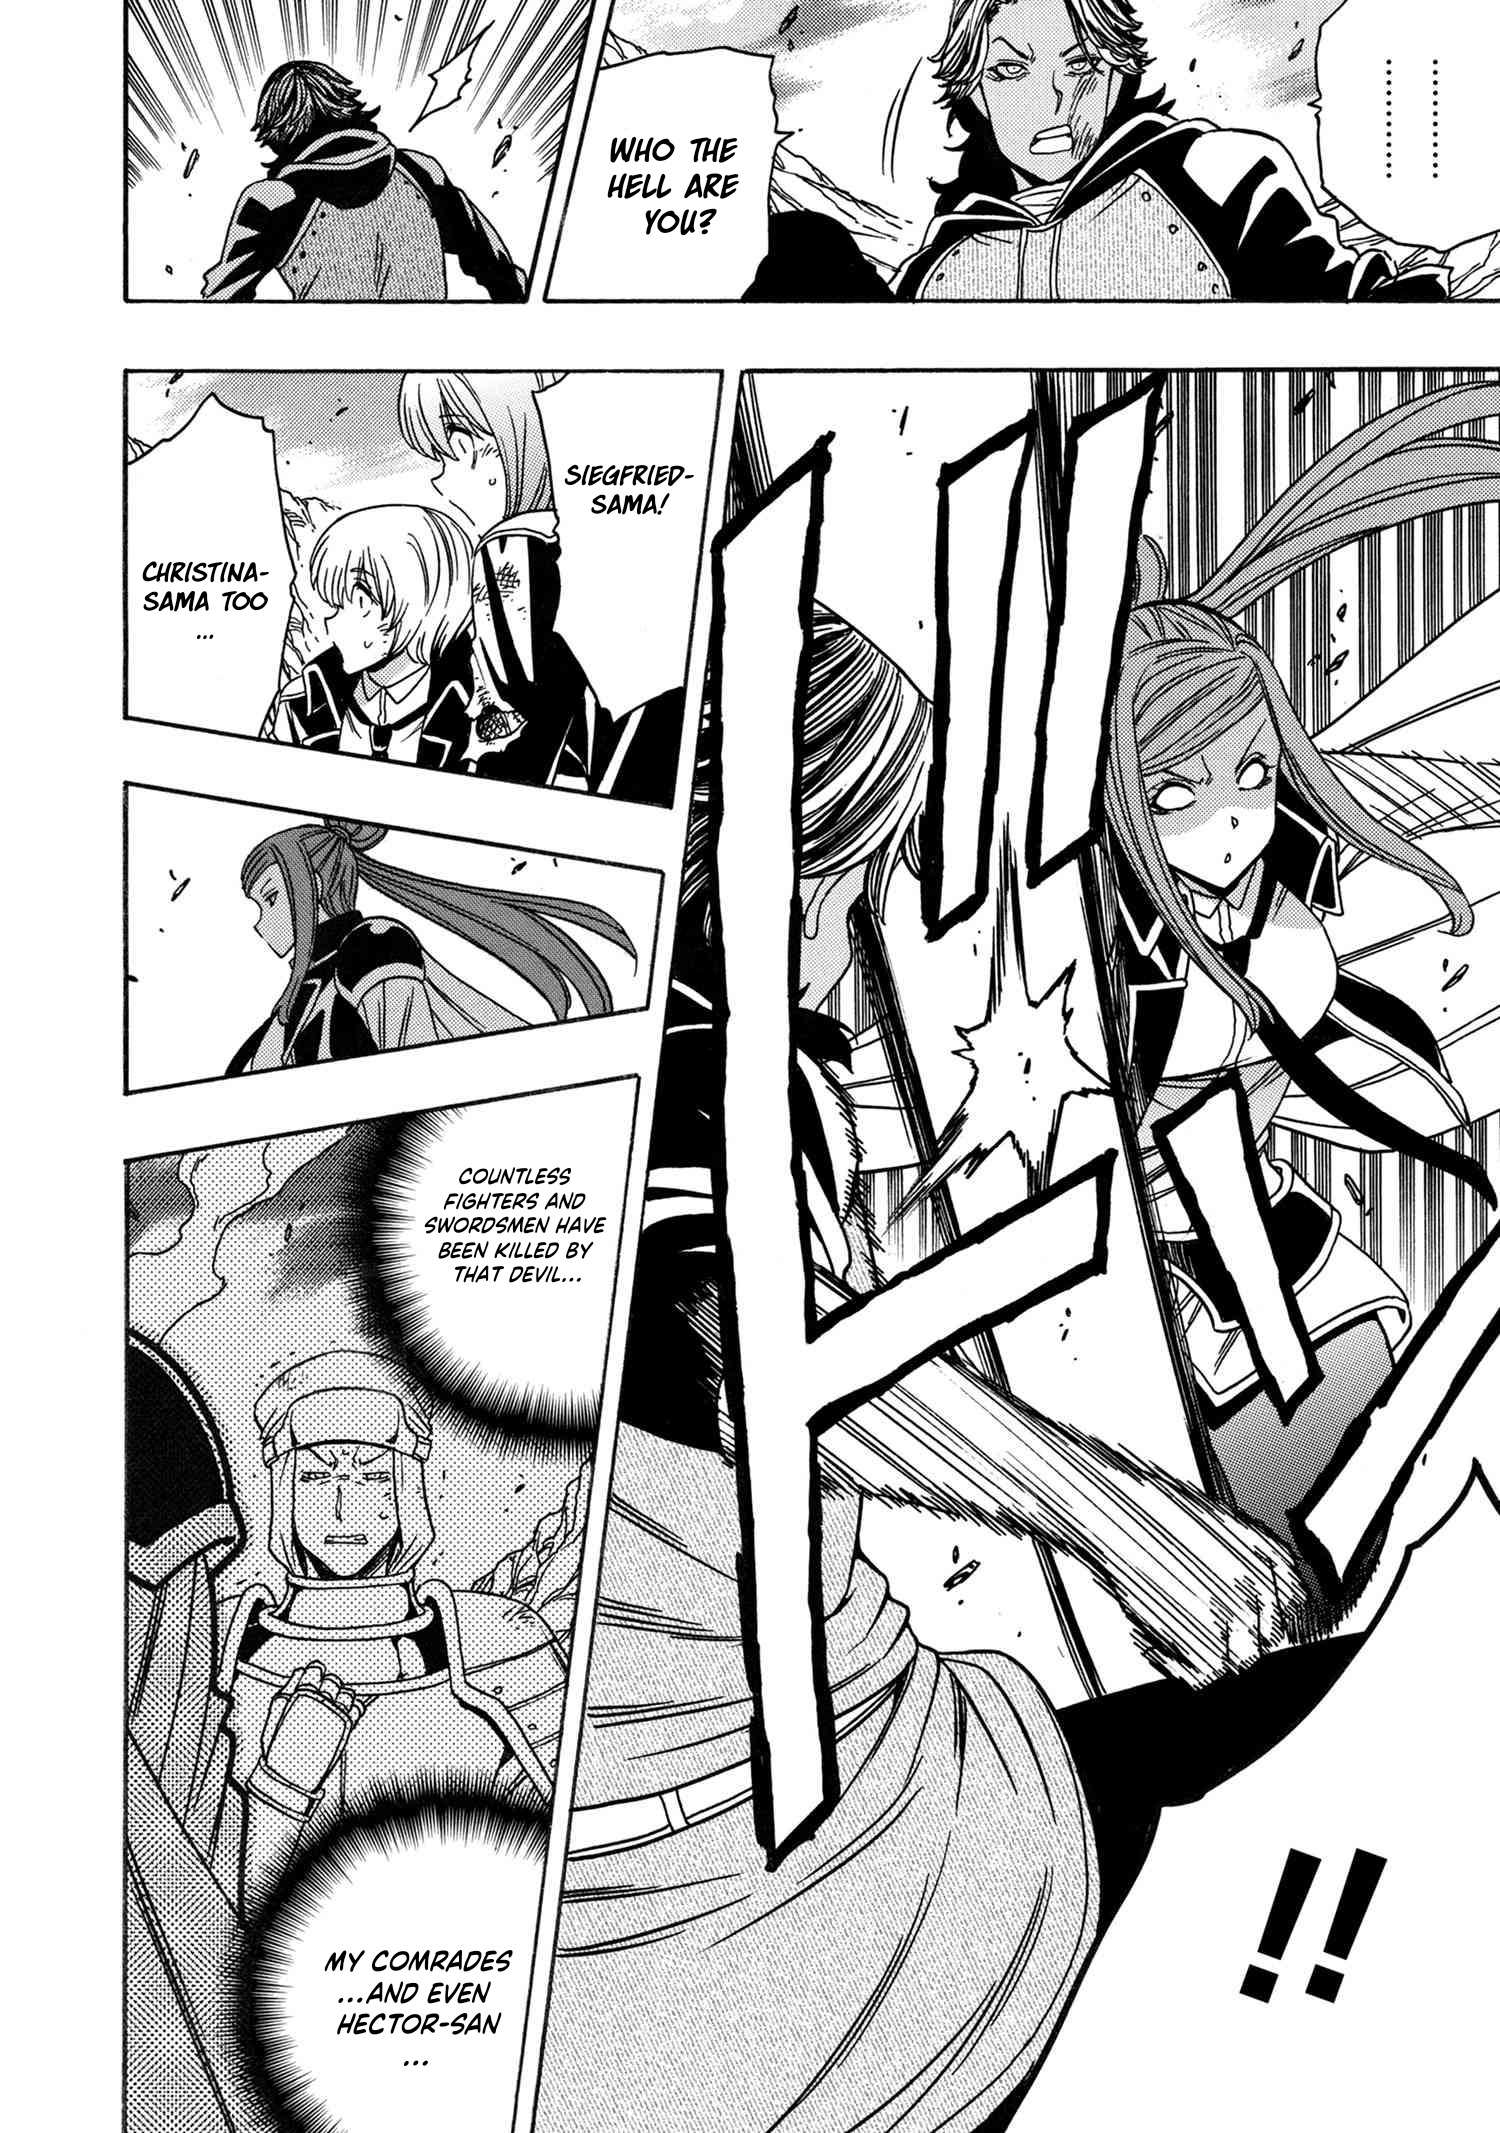 WHO THE
HELL ARE
YOU?
!!
SIEGFRIED-
SAMA!
CHRISTINA-
SAMA TOO
...
COUNTLESS
FIGHTERS AND
SWORDSMEN HAVE
BEEN KILLED BY
THAT DEVIL...
MY COMRADES
...AND EVEN
HECTOR-SAN
...